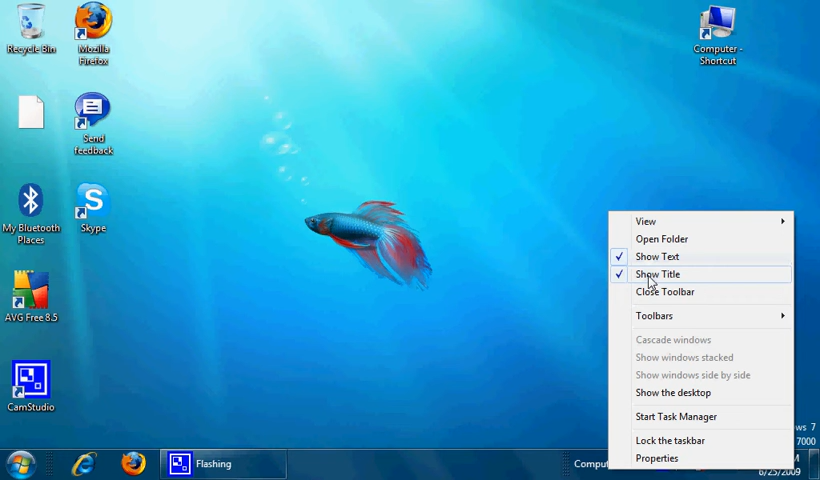 Recycle Bin
Mozilla
Firefox
Computer -
Shortcut
Send
feedback
My Bluetooth
Places
Skype
AVG Free 8.5
CamStudio
View
Open Folder
Show Text
Show Title
Close Toolbar
Toolbars
Cascade windows
Show windows stacked
Show windows side by side
Show the desktop
Start Task Manager
Lock the taskbar
Properties
ws 7
7000
Flashing
Comput
M
6/25/2009